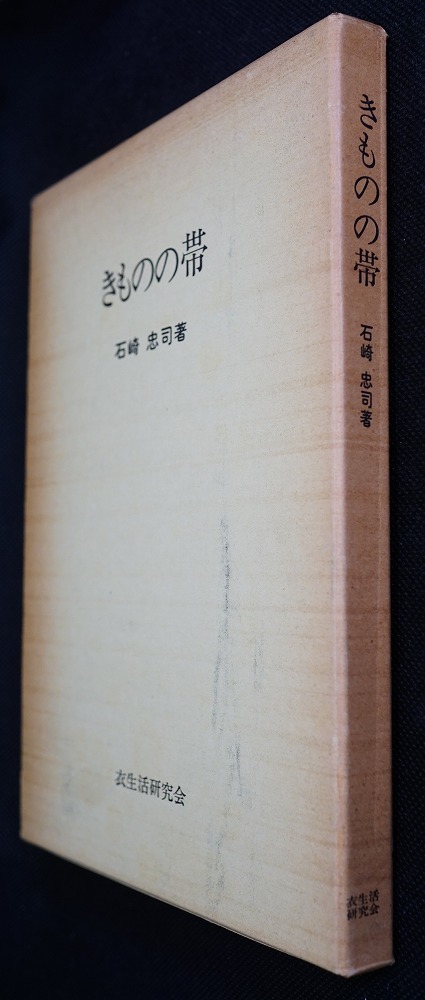 きものの帯
石崎 忠司著
衣生活研究会
きものの帯
石崎 忠司著
衣生活
研究会